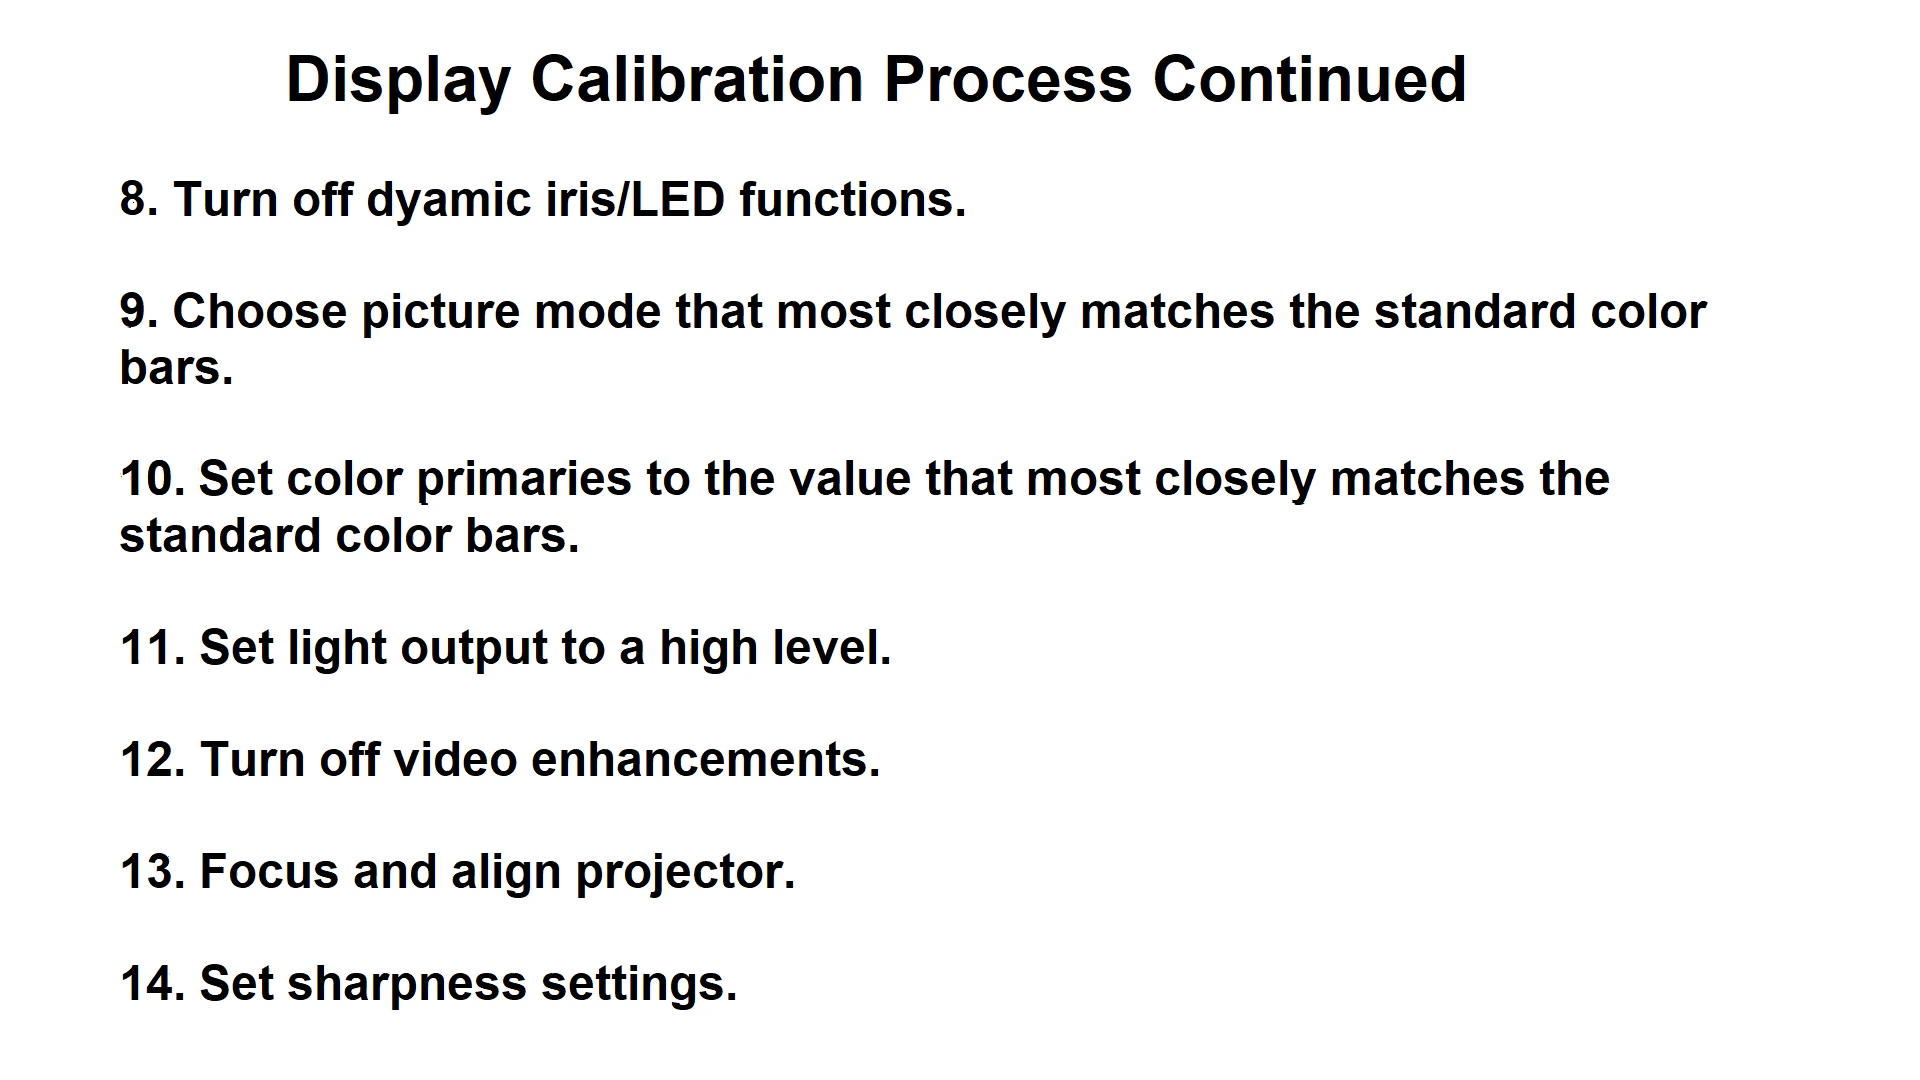 Display Calibration Process Continued
8. Turn off dyamic iris/LED functions.
9. Choose picture mode that most closely matches the standard color
bars.
10. Set color primaries to the value that most closely matches the
standard color bars.
11. Set light output to a high level.
12. Turn off video enhancements.
13. Focus and align projector.
14. Set sharpness settings.